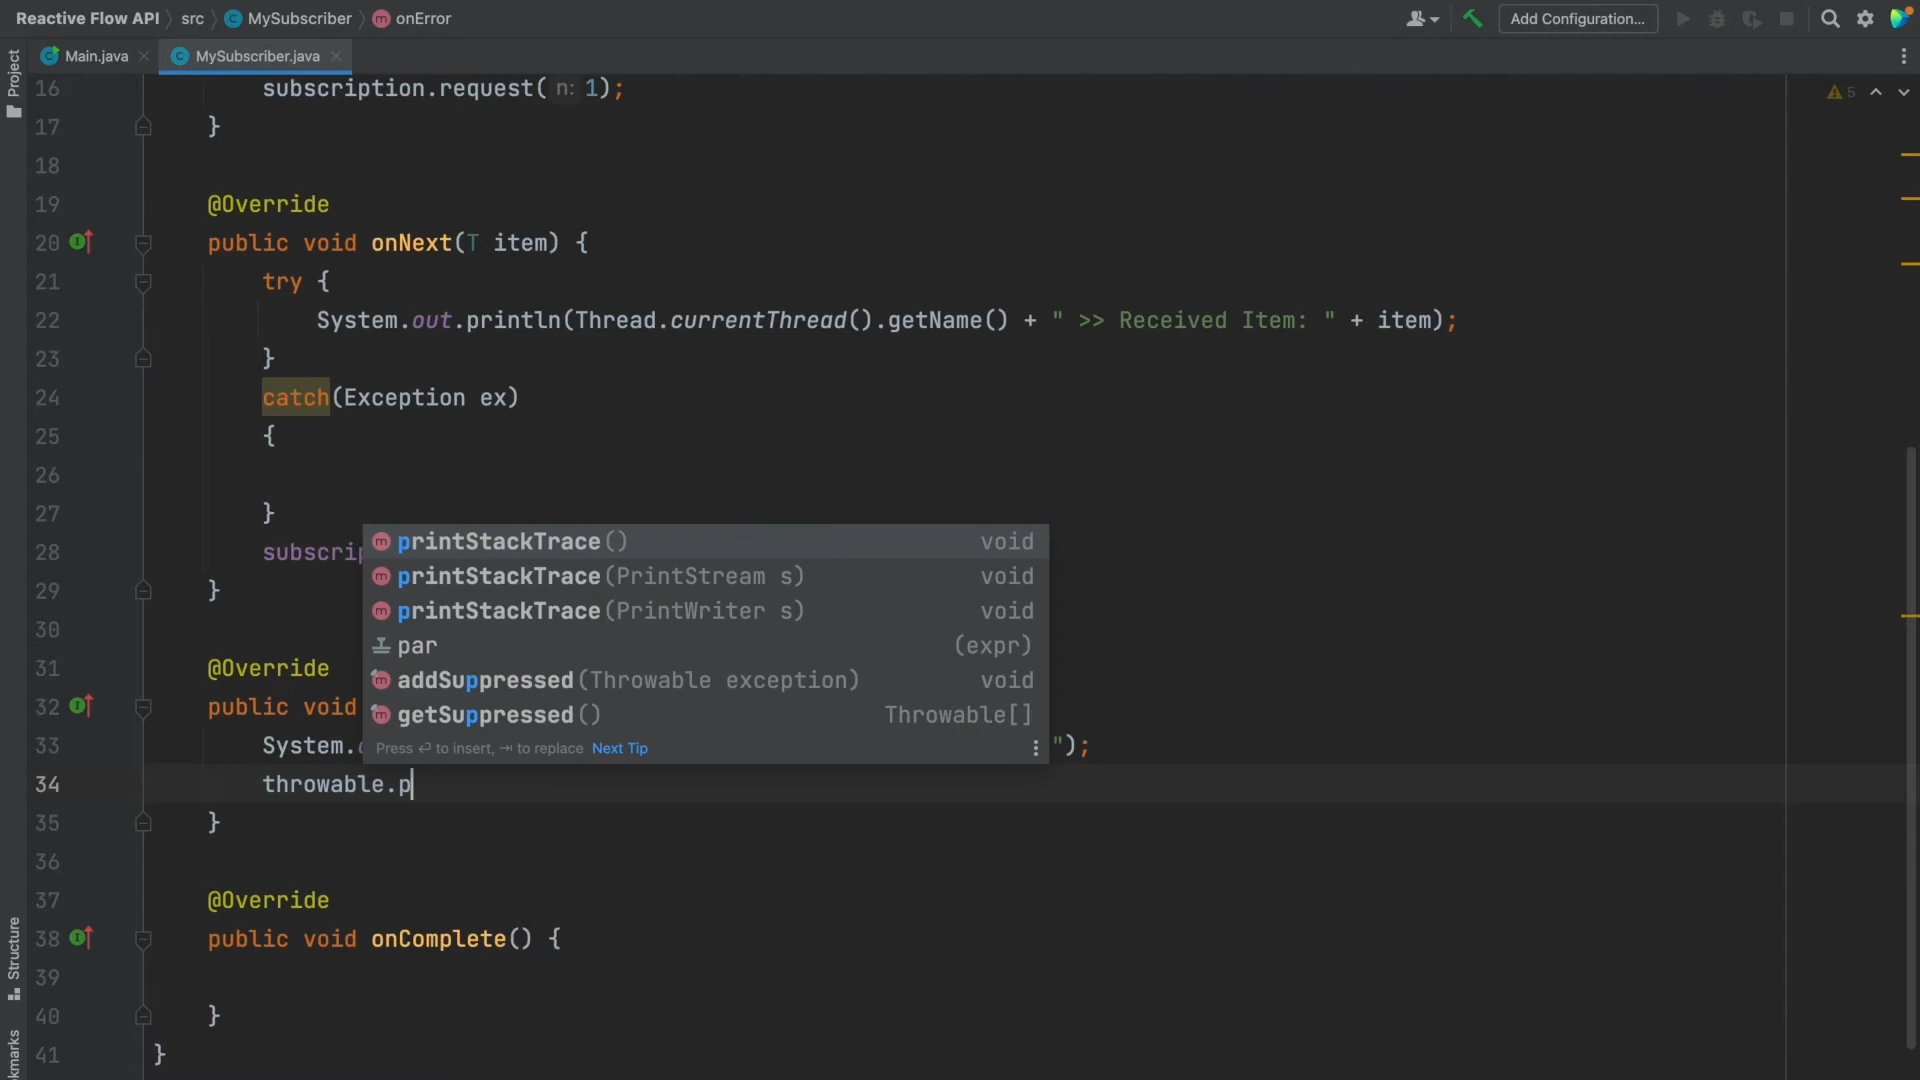 Reactive Flow API src MySubscriber onError Add Configuration...
Main.java MySubscriber.java
Project
16 subscription.request( n: 1);
5
17 }
18
19 @Override
20 public void onNext(T item) {
21 try {
22 System.out.println(Thread.currentThread().getName() + " >> Received Item: " + item);
23 }
24 catch(Exception ex)
25 {
26
27 }
printStackTrace() void
28 subscrip
printStackTrace(PrintStream s) void
29 }
printStackTrace(PrintWriter s) void
30
par (expr)
31 @Override
addSuppressed(Throwable exception) void
32 public void
getSuppressed() Throwable[]
33 System. ");
Press ⏎ to insert, ⇥ to replace Next Tip
34 throwable.p
35 }
36
37 @Override
38 public void onComplete() {
Structure
39
40 }
41 }